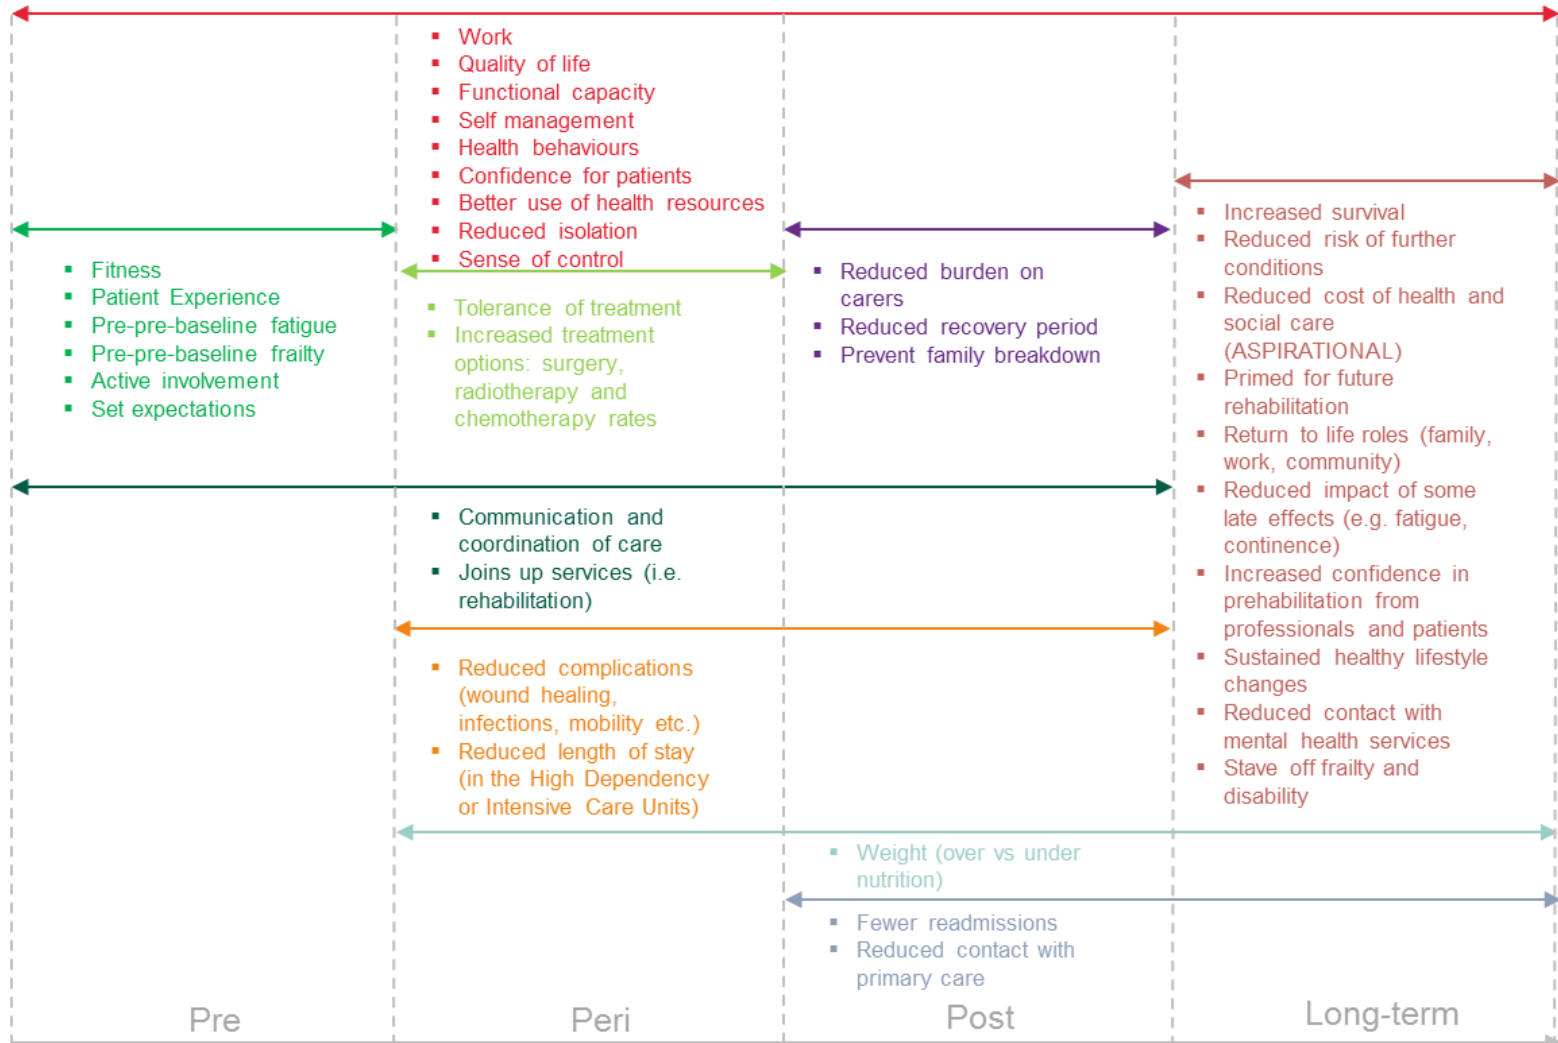 ▪ Work
▪ Quality of life
▪ Functional capacity
▪ Self management
▪ Health behaviours
▪ Confidence for patients
▪ Better use of health resources
▪ Reduced isolation
▪ Sense of control
▪ Fitness
▪ Patient Experience
▪ Pre-pre-baseline fatigue
▪ Pre-pre-baseline frailty
▪ Active involvement
▪ Set expectations
▪ Tolerance of treatment
▪ Increased treatment
options: surgery,
radiotherapy and
chemotherapy rates
▪ Reduced burden on
carers
▪ Reduced recovery period
▪ Prevent family breakdown
▪ Increased survival
▪ Reduced risk of further
conditions
▪ Reduced cost of health and
social care
(ASPIRATIONAL)
▪ Primed for future
rehabilitation
▪ Return to life roles (family,
work, community)
▪ Reduced impact of some
late effects (e.g. fatigue,
continence)
▪ Increased confidence in
prehabilitation from
professionals and patients
▪ Sustained healthy lifestyle
changes
▪ Reduced contact with
mental health services
▪ Stave off frailty and
disability
▪ Communication and
coordination of care
▪ Joins up services (i.e.
rehabilitation)
▪ Reduced complications
(wound healing,
infections, mobility etc.)
▪ Reduced length of stay
(in the High Dependency
or Intensive Care Units)
▪ Weight (over vs under
nutrition)
▪ Fewer readmissions
▪ Reduced contact with
primary care
Pre
Peri
Post
Long-term